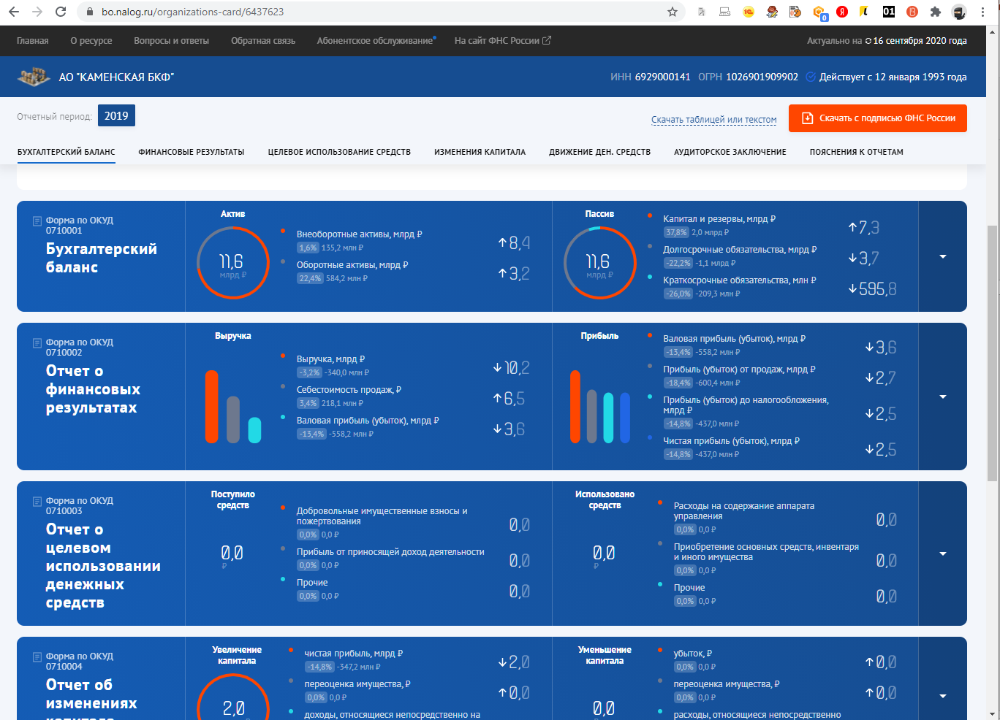 bo.nalog.ru/organizations-card/6437623
0
01
Главная О ресурсе Вопросы и ответы Обратная связь Абонентское обслуживание На сайт ФНС России Актуально на 16 сентября 2020 года
АО "КАМЕНСКАЯ БКФ" ИНН 6929000141 ОГРН 1026901909902 Действует с 12 января 1993 года
Отчетный период: 2019 Скачать таблицей или текстом Скачать с подписью ФНС России
БУХГАЛТЕРСКИЙ БАЛАНС ФИНАНСОВЫЕ РЕЗУЛЬТАТЫ ЦЕЛЕВОЕ ИСПОЛЬЗОВАНИЕ СРЕДСТВ ИЗМЕНЕНИЯ КАПИТАЛА ДВИЖЕНИЕ ДЕН. СРЕДСТВ АУДИТОРСКОЕ ЗАКЛЮЧЕНИЕ ПОЯСНЕНИЯ К ОТЧЕТАМ
Форма по ОКУД
0710001
Бухгалтерский
баланс
Актив
11,6
млрд ₽
Внеоборотные активы, млрд ₽
1,6% 135,2 млн ₽
↑8,4
Оборотные активы, млрд ₽
22,4% 584,2 млн ₽
↑3,2
Пассив
11,6
млрд ₽
Капитал и резервы, млрд ₽
37,8% 2,0 млрд ₽
↑7,3
Долгосрочные обязательства, млрд ₽
-22,2% -1,1 млрд ₽
↓3,7
Краткосрочные обязательства, млн ₽
-26,0% -209,3 млн ₽
↓595,8
Форма по ОКУД
0710002
Отчет о
финансовых
результатах
Выручка
Выручка, млрд ₽
-3,2% -340,0 млн ₽
↓10,2
Себестоимость продаж, ₽
3,4% 218,1 млн ₽
↑6,5
Валовая прибыль (убыток), млрд ₽
-13,4% -558,2 млн ₽
↓3,6
Прибыль
Валовая прибыль (убыток), млрд ₽
-13,4% -558,2 млн ₽
↓3,6
Прибыль (убыток) от продаж, млрд ₽
-18,4% -600,4 млн ₽
↓2,7
Прибыль (убыток) до налогообложения,
млрд ₽
-14,8% -437,0 млн ₽
↓2,5
Чистая прибыль (убыток), млрд ₽
-14,8% -437,0 млн ₽
↓2,5
Форма по ОКУД
0710003
Отчет о
целевом
использовании
денежных
средств
Поступило
средств
0,0
₽
Добровольные имущественные взносы и
пожертвования
0,0% 0,0 ₽
0,0
Прибыль от приносящей доход деятельности
0,0% 0,0 ₽
0,0
Прочие
0,0% 0,0 ₽
0,0
Использовано
средств
0,0
₽
Расходы на содержание аппарата
управления
0,0% 0,0 ₽
0,0
Приобретение основных средств, инвентаря
и иного имущества
0,0% 0,0 ₽
0,0
Прочие
0,0% 0,0 ₽
0,0
Форма по ОКУД
0710004
Отчет об
изменениях
капитала
Увеличение
капитала
2,0
чистая прибыль, млрд ₽
-14,8% -347,2 млн ₽
↓2,0
переоценка имущества, ₽
0,0% 0,0 ₽
↑0,0
доходы, относящиеся непосредственно на
Уменьшение
капитала
0,0
убыток, ₽
0,0% 0,0 ₽
↑0,0
переоценка имущества, ₽
0,0% 0,0 ₽
↑0,0
расходы, относящиеся непосредственно